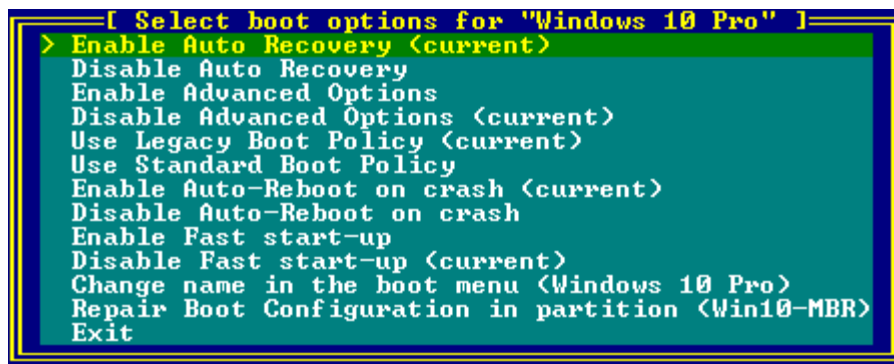 [ Select boot options for "Windows 10 Pro" ]
> Enable Auto Recovery (current)
Disable Auto Recovery
Enable Advanced Options
Disable Advanced Options (current)
Use Legacy Boot Policy (current)
Use Standard Boot Policy
Enable Auto-Reboot on crash (current)
Disable Auto-Reboot on crash
Enable Fast start-up
Disable Fast start-up (current)
Change name in the boot menu (Windows 10 Pro)
Repair Boot Configuration in partition (Win10-MBR)
Exit